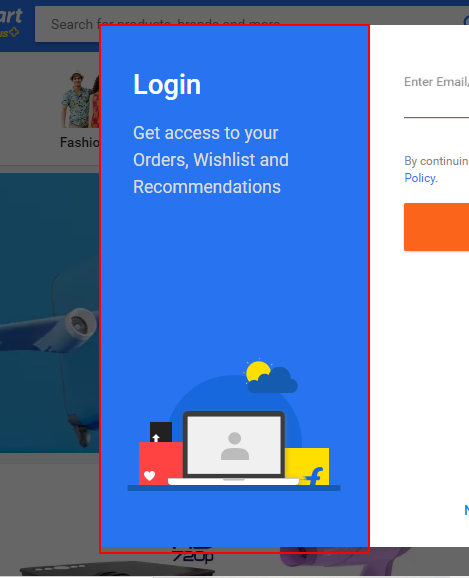 art
Search for products, brands and more
us
Login
Enter Email/
Get access to your
Orders, Wishlist and
Recommendations
Fashio
By continuin
Policy.
f
N
720p